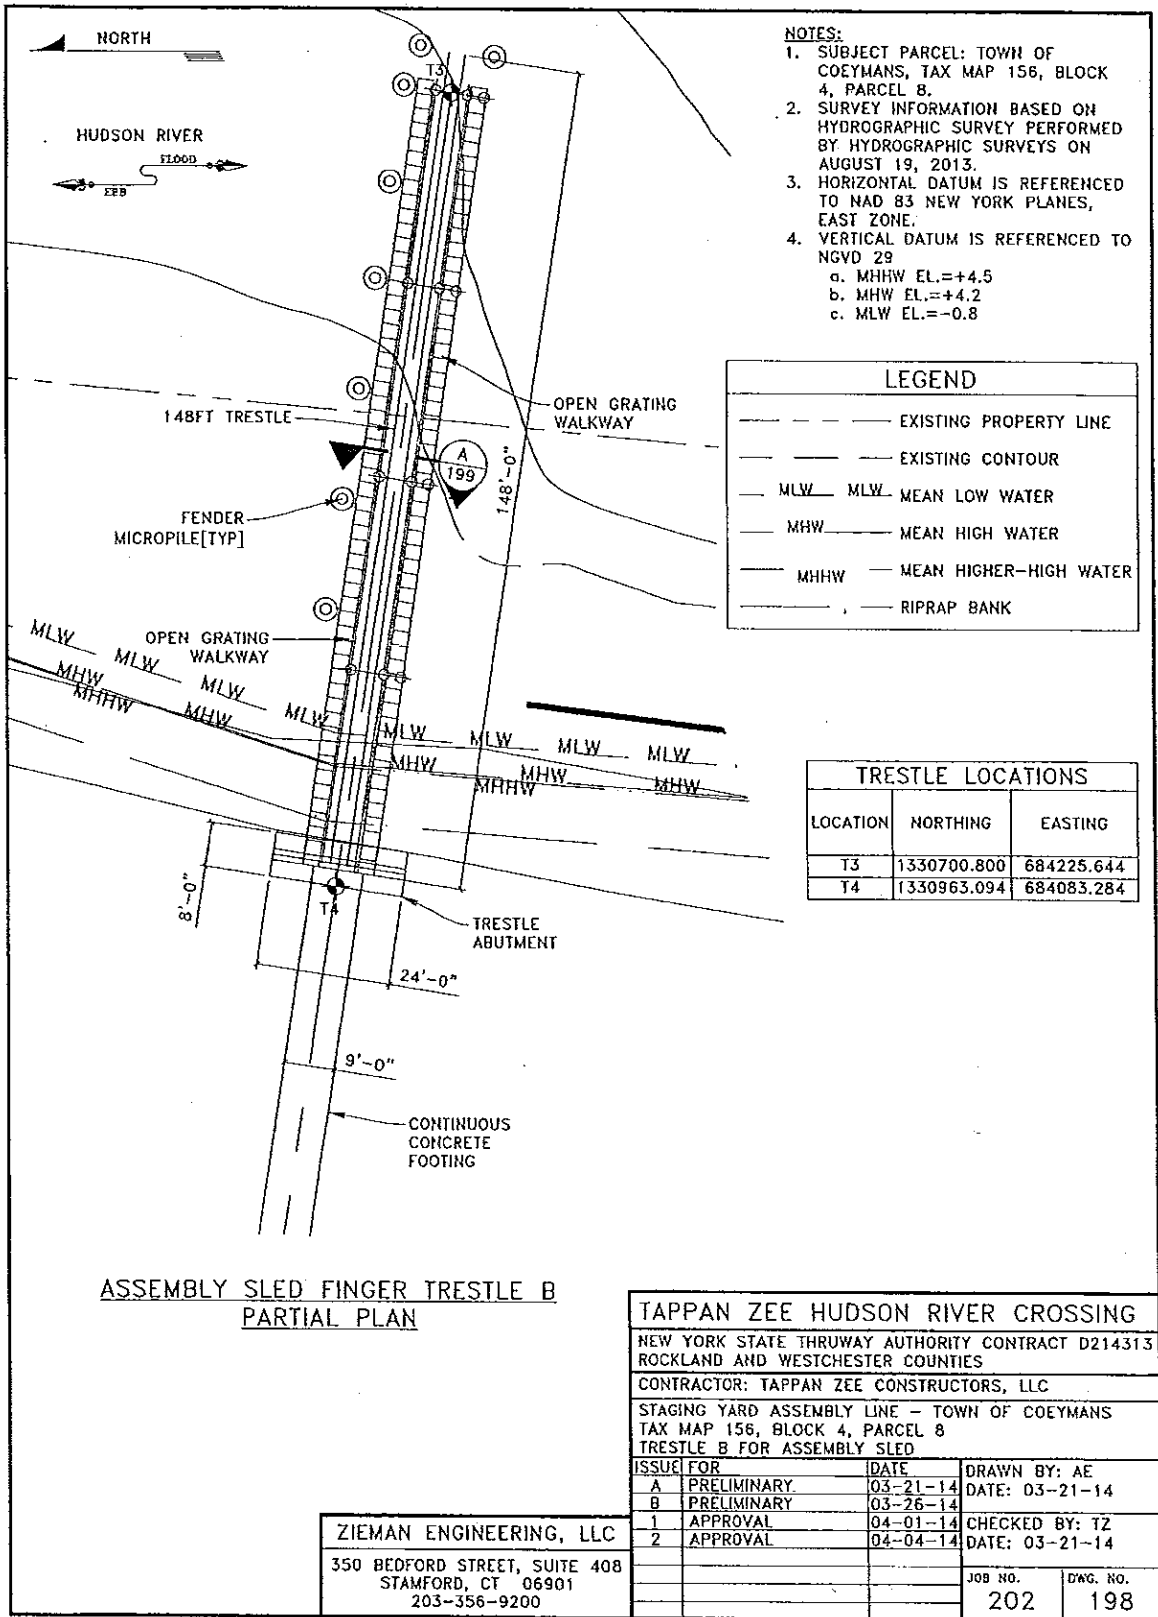 NORTH
HUDSON RIVER
FLOOD
EBB
NOTES:
1. SUBJECT PARCEL: TOWN OF
COEYMANS, TAX MAP 156, BLOCK
4, PARCEL 8.
2. SURVEY INFORMATION BASED ON
HYDROGRAPHIC SURVEY PERFORMED
BY HYDROGRAPHIC SURVEYS ON
AUGUST 19, 2013.
3. HORIZONTAL DATUM IS REFERENCED
TO NAD 83 NEW YORK PLANES,
EAST ZONE.
4. VERTICAL DATUM IS REFERENCED TO
NGVD 29
a. MHHW EL.=+4.5
b. MHW EL.=+4.2
c. MLW EL.=-0.8
T3
148FT TRESTLE
OPEN GRATING
WALKWAY
A
199
148'-0"
FENDER
MICROPILE[TYP]
OPEN GRATING
WALKWAY
LEGEND
EXISTING PROPERTY LINE
EXISTING CONTOUR
MLW MLW MEAN LOW WATER
MHW MEAN HIGH WATER
MHHW MEAN HIGHER-HIGH WATER
RIPRAP BANK
MLW MLW MLW MLW MLW MLW MLW MLW
MHW MHW MHW MHW MHW
MHHW MHHW
TRESTLE LOCATIONS
LOCATION NORTHING EASTING
T3 1330700.800 684225.644
T4 1330963.094 684083.284
8'-0"
T4
TRESTLE
ABUTMENT
24'-0"
9'-0"
CONTINUOUS
CONCRETE
FOOTING
ASSEMBLY SLED FINGER TRESTLE B
PARTIAL PLAN
TAPPAN ZEE HUDSON RIVER CROSSING
NEW YORK STATE THRUWAY AUTHORITY CONTRACT D214313
ROCKLAND AND WESTCHESTER COUNTIES
CONTRACTOR: TAPPAN ZEE CONSTRUCTORS, LLC
STAGING YARD ASSEMBLY LINE – TOWN OF COEYMANS
TAX MAP 156, BLOCK 4, PARCEL 8
TRESTLE B FOR ASSEMBLY SLED
ISSUE FOR DATE
A PRELIMINARY. 03-21-14
B PRELIMINARY 03-26-14
1 APPROVAL 04-01-14
2 APPROVAL 04-04-14
DRAWN BY: AE
DATE: 03-21-14
CHECKED BY: TZ
DATE: 03-21-14
JOB NO. DWG. NO.
202 198
ZIEMAN ENGINEERING, LLC
350 BEDFORD STREET, SUITE 408
STAMFORD, CT 06901
203-356-9200